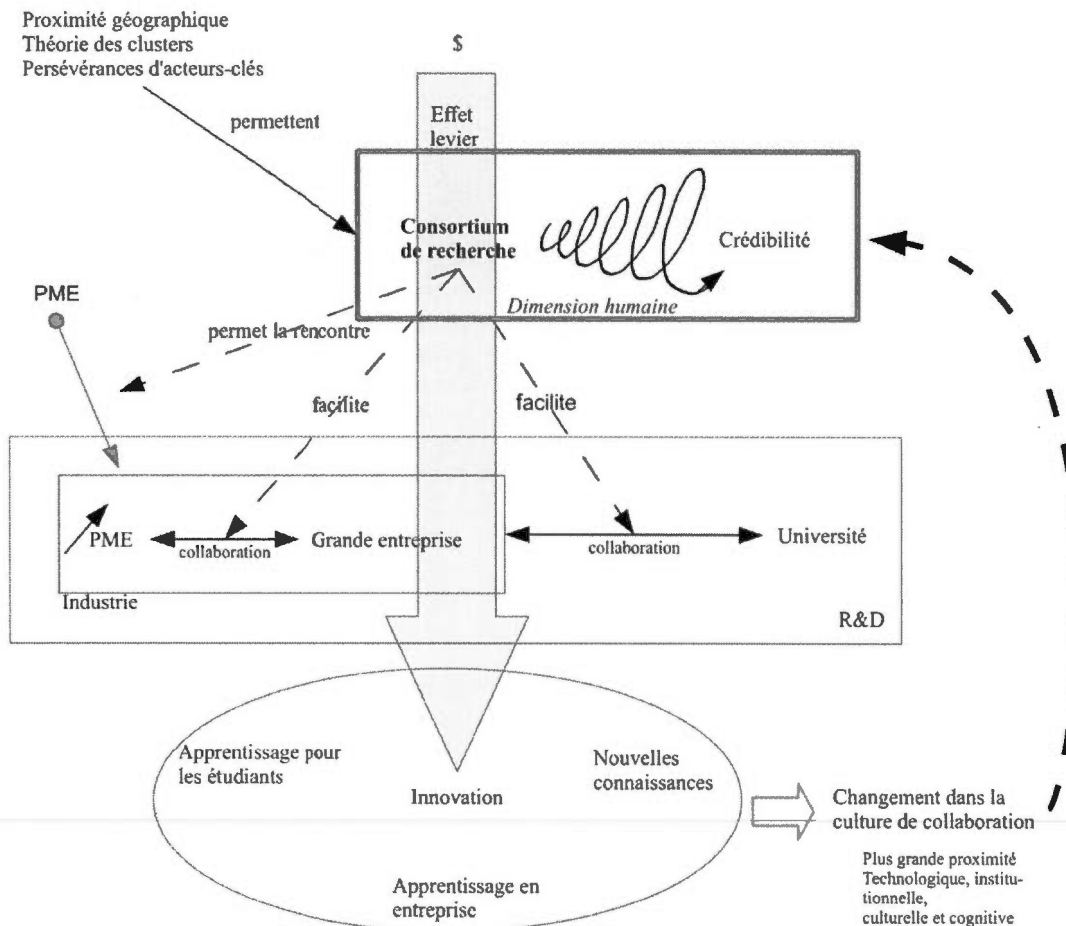 Proximité géographique
Théorie des clusters
Persévérances d'acteurs-clés
$
permettent
Effet
levier
Consortium
de recherche
Crédibilité
Dimension humaine
PME
permet la rencontre
facilite
facilite
PME
collaboration
Grande entreprise
collaboration
Université
Industrie
R&D
Apprentissage pour
les étudiants
Nouvelles
connaissances
Innovation
Apprentissage en
entreprise
Changement dans la
culture de collaboration
Plus grande proximité
Technologique, institu-
tionnelle,
culturelle et cognitive